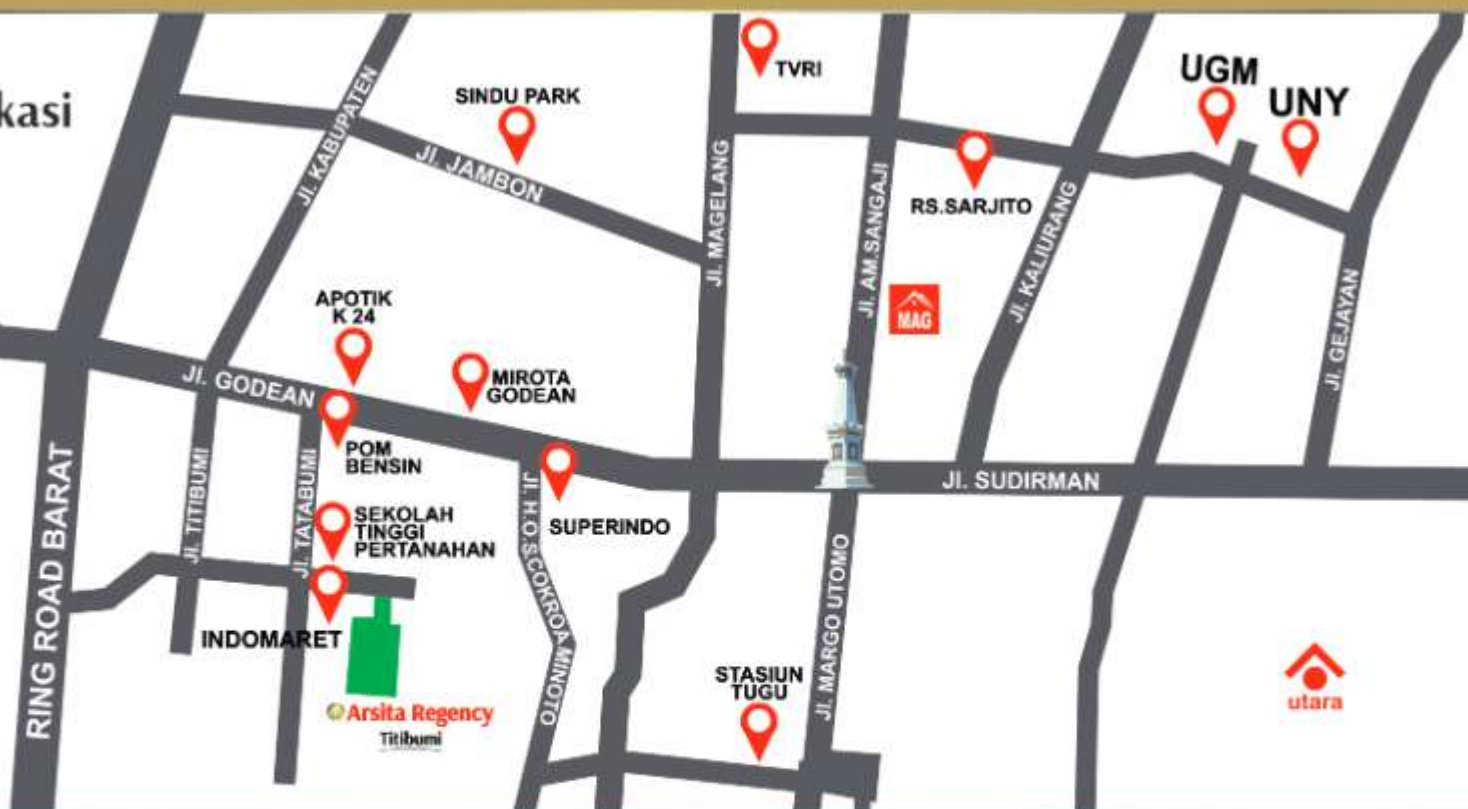 kasi
Jl. KABUPATEN
SINDU PARK
Jl. JAMBON
TVRI
UGM
UNY
Jl. MAGELANG
Jl. AM.SANGAJI
RS.SARJITO
Jl. KALIURANG
MAG
Jl. GEJAYAN
APOTIK
K 24
Jl. GODEAN
MIROTA
GODEAN
POM
BENSIN
Jl. TITIBUMI
Jl. TATABUMI
Jl. H.O.S.COKROAMINOTO
SUPERINDO
Jl. SUDIRMAN
RING ROAD BARAT
SEKOLAH
TINGGI
PERTANAHAN
INDOMARET
Jl. MARGO UTOMO
STASIUN
TUGU
Arsita Regency
Titibumi
utara